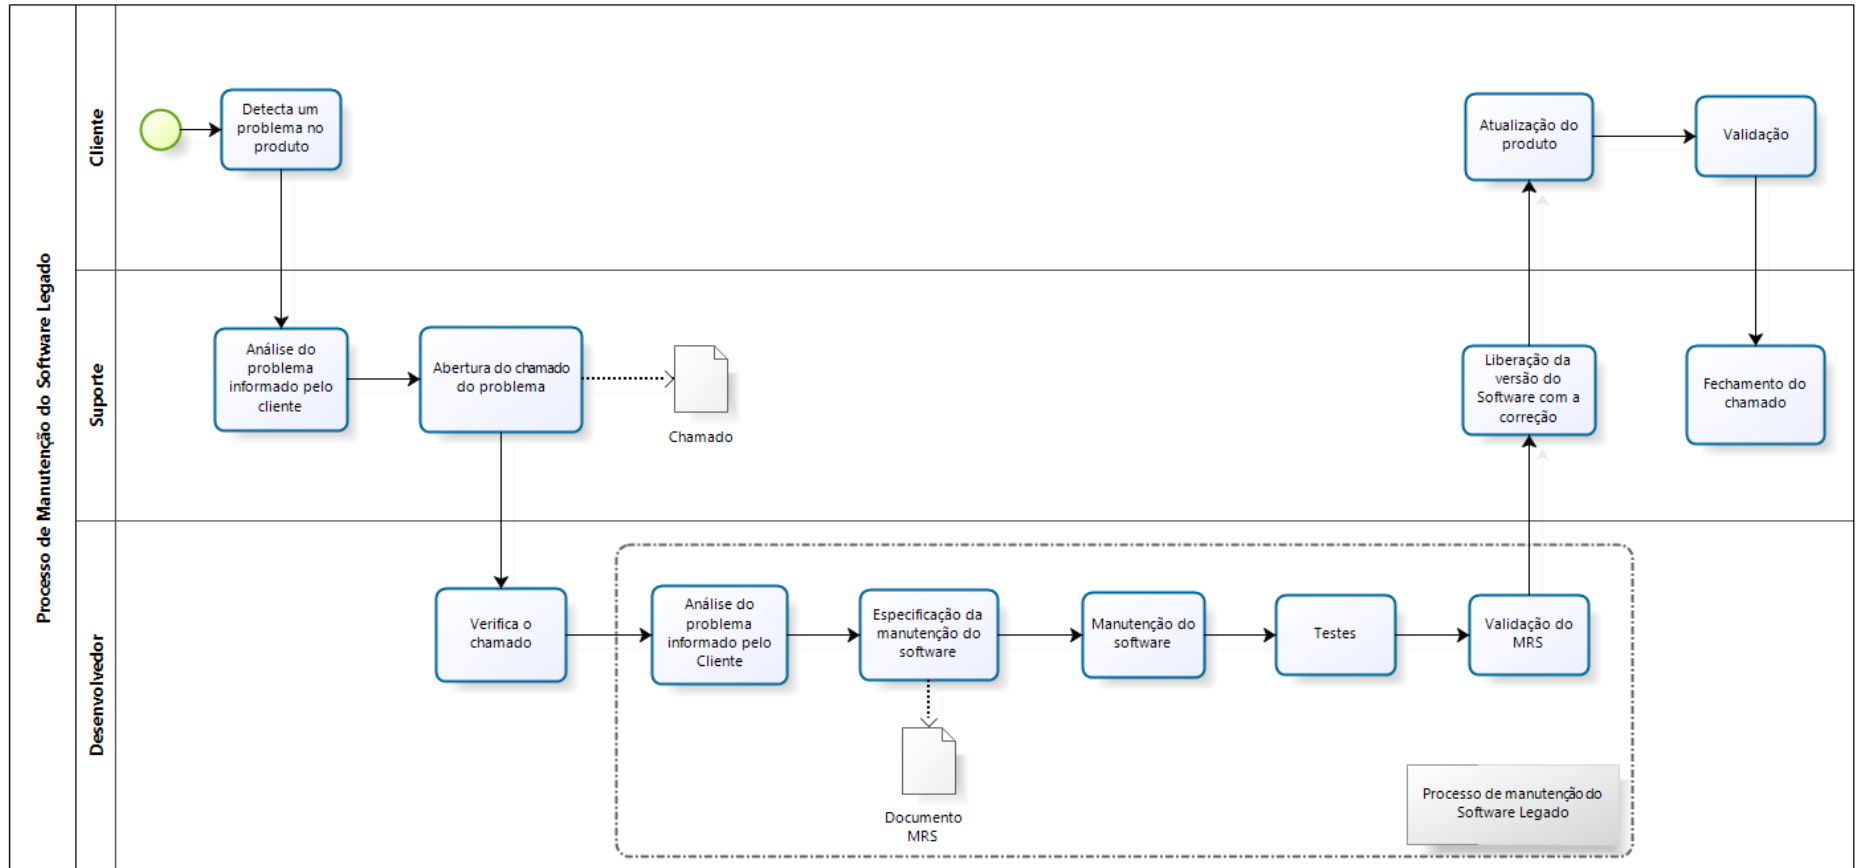 Processo de Manutenção do Software Legado
Cliente
Detecta um
problema no
produto
Atualização do
produto
Validação
Suporte
Análise do
problema
informado pelo
cliente
Abertura do chamado
do problema
Chamado
Liberação da
versão do
Software com a
correção
Fechamento do
chamado
Desenvolvedor
Verifica o
chamado
Análise do
problema
informado pelo
Cliente
Especificação da
manutenção do
software
Manutenção do
software
Testes
Validação do
MRS
Documento
MRS
Processo de manutenção do
Software Legado